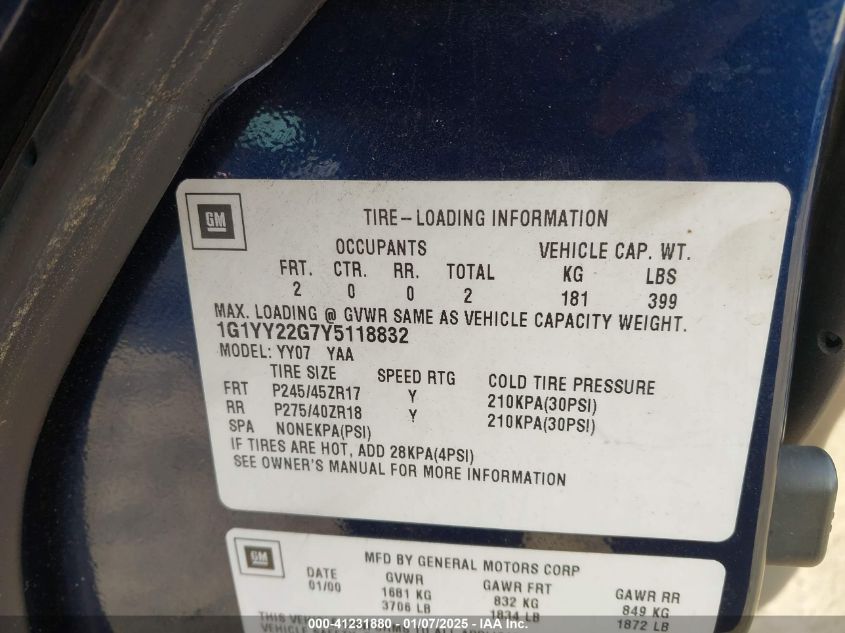 GM
TIRE-LOADING INFORMATION
OCCUPANTS VEHICLE CAP. WT.
FRT. CTR. RR. TOTAL KG LBS
2 0 0 2 181 399
MAX. LOADING @ GVWR SAME AS VEHICLE CAPACITY WEIGHT.
1G1YY22G7Y5118832
MODEL: YY07 YAA
TIRE SIZE SPEED RTG COLD TIRE PRESSURE
FRT P245/45ZR17 Y 210KPA(30PSI)
RR P275/40ZR18 Y 210KPA(30PSI)
SPA NONEKPA(PSI)
IF TIRES ARE HOT, ADD 28KPA(4PSI)
SEE OWNER'S MANUAL FOR MORE INFORMATION
GM
MFD BY GENERAL MOTORS CORP
DATE GVWR GAWR FRT GAWR RR
01/00 1681 KG 832 KG 849 KG
3706 LB 1834 LB 1872 LB
000-41231880 - 01/07/2025 - IAA Inc.